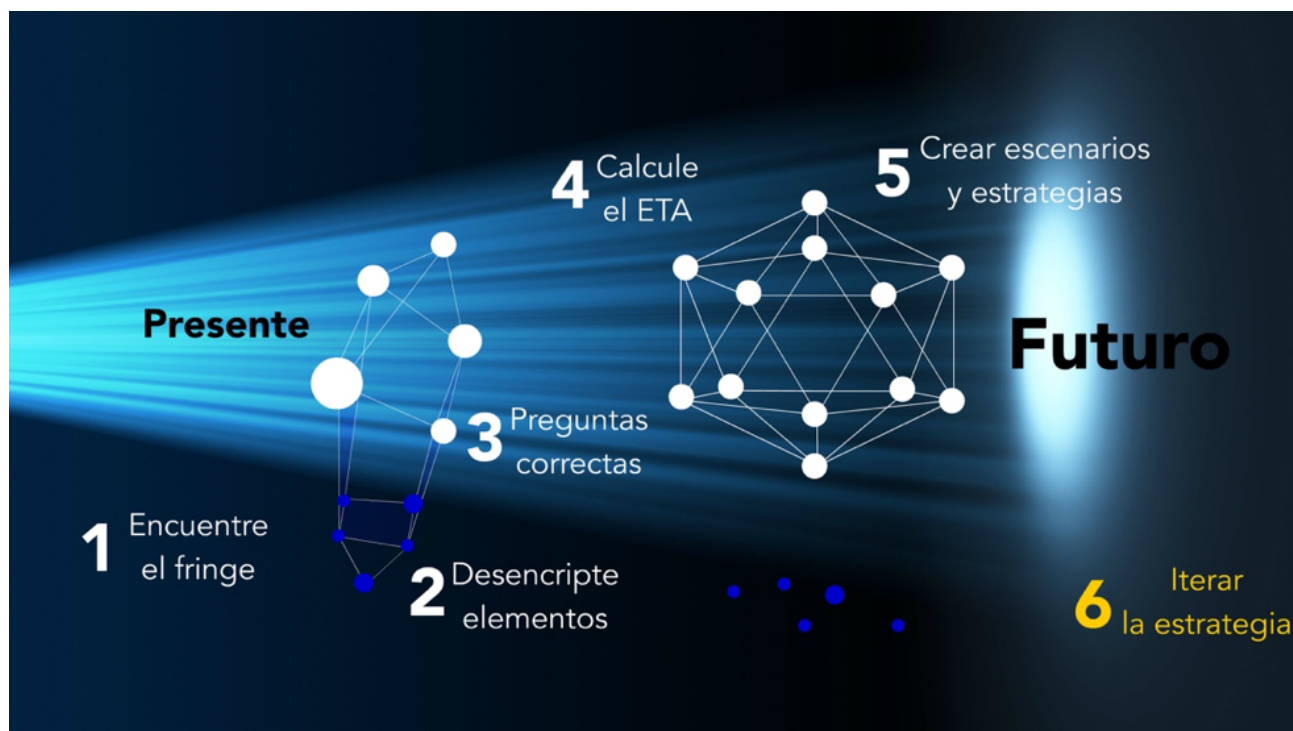 4 Calcule
el ETA
5 Crear escenarios
y estrategias
Presente
Futuro
3 Preguntas
correctas
1 Encuentre
el fringe
2 Desencripte
elementos
6 Iterar
la estrategia